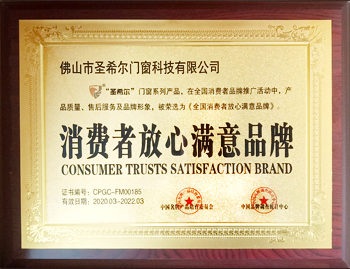 佛山市圣希尔门窗科技有限公司
"圣希尔"门窗系列产品，在全国消费者品牌推广活动中，产
品质量、售后服务及品牌形象，被荣选为《全国消费者放心满意品牌》。
消费者放心满意品牌
CONSUMER TRUSTS SATISFACTION BRAND
证书编号：CPGC-FM00185
有效日期：2020.03-2022.03